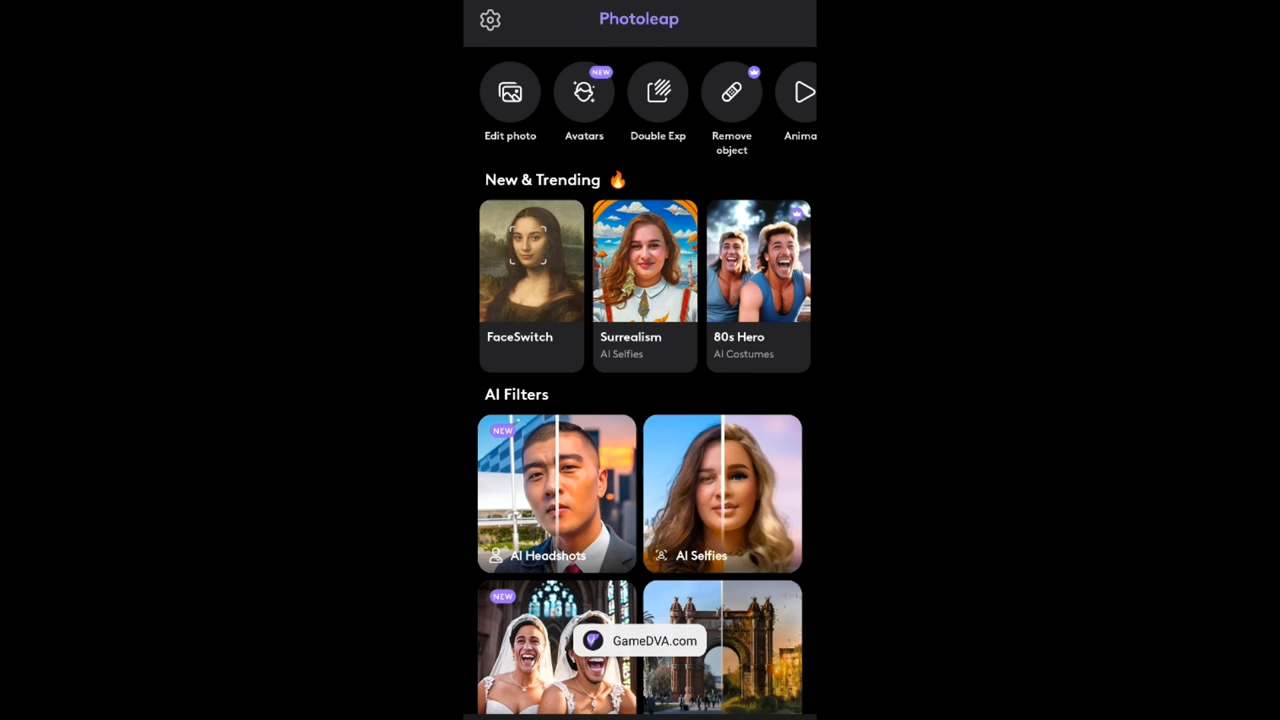 Photoleap
NEW
Edit photo
Avatars
Double Exp
Remove
object
Anima
New & Trending 🔥
FaceSwitch
Surrealism
AI Selfies
80s Hero
AI Costumes
AI Filters
NEW
AI Headshots
AI Selfies
NEW
GameDVA.com